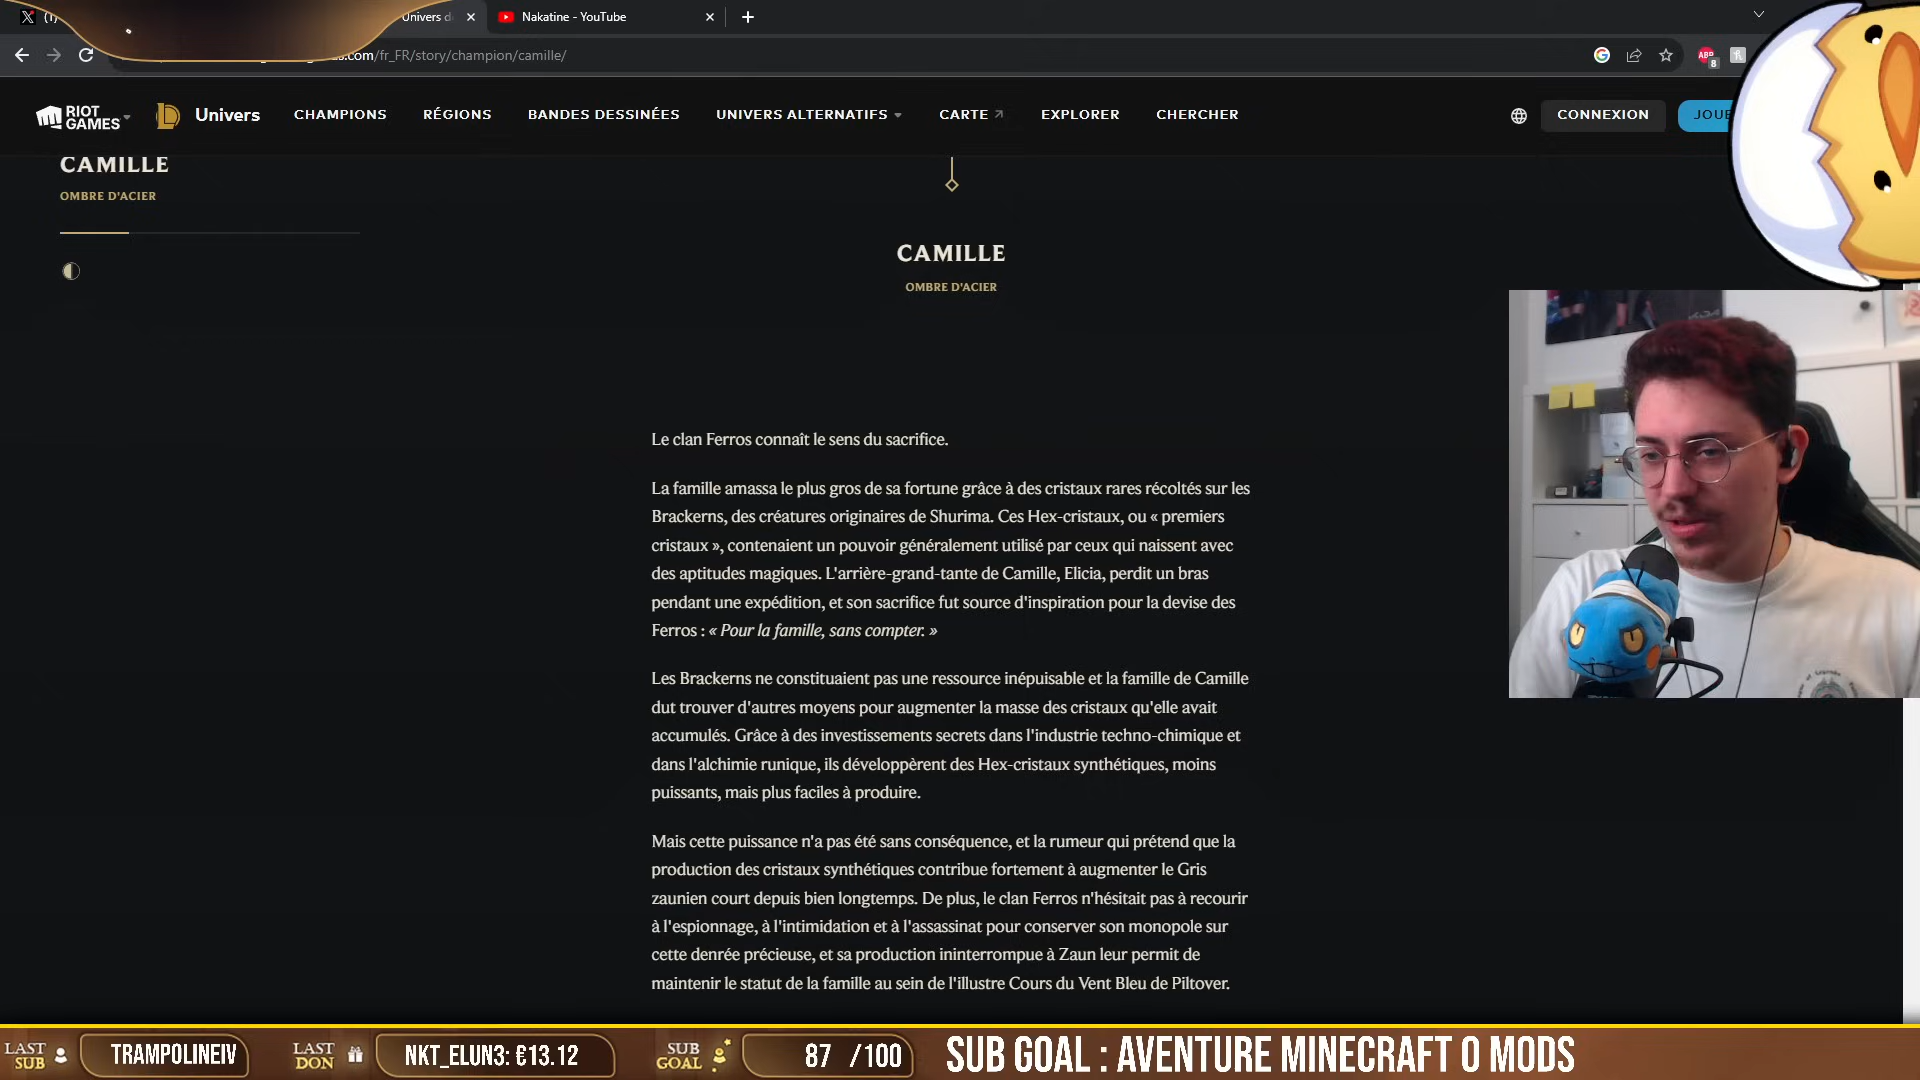 Univers d
Nakatine - YouTube
.com/fr_FR/story/champion/camille/
ABP
8
RIOT
GAMES
Univers
CHAMPIONS
RÉGIONS
BANDES DESSINÉES
UNIVERS ALTERNATIFS
CARTE
EXPLORER
CHERCHER
CONNEXION
CAMILLE
OMBRE D'ACIER
CAMILLE
OMBRE D'ACIER
Le clan Ferros connaît le sens du sacrifice.
La famille amassa le plus gros de sa fortune grâce à des cristaux rares récoltés sur les
Brackerns, des créatures originaires de Shurima. Ces Hex-cristaux, ou « premiers
cristaux », contenaient un pouvoir généralement utilisé par ceux qui naissent avec
des aptitudes magiques. L'arrière-grand-tante de Camille, Elicia, perdit un bras
pendant une expédition, et son sacrifice fut source d'inspiration pour la devise des
Ferros : « Pour la famille, sans compter. »
Les Brackerns ne constituaient pas une ressource inépuisable et la famille de Camille
dut trouver d'autres moyens pour augmenter la masse des cristaux qu'elle avait
accumulés. Grâce à des investissements secrets dans l'industrie techno-chimique et
dans l'alchimie runique, ils développèrent des Hex-cristaux synthétiques, moins
puissants, mais plus faciles à produire.
Mais cette puissance n'a pas été sans conséquence, et la rumeur qui prétend que la
production des cristaux synthétiques contribue fortement à augmenter le Gris
zaunien court depuis bien longtemps. De plus, le clan Ferros n'hésitait pas à recourir
à l'espionnage, à l'intimidation et à l'assassinat pour conserver son monopole sur
cette denrée précieuse, et sa production ininterrompue à Zaun leur permit de
maintenir le statut de la famille au sein de l'illustre Cours du Vent Bleu de Piltover.
LAST
SUB
TRAMPOLINEIV
LAST
DON
NKT_ELUN3: €13.12
SUB
GOAL
87 /100
SUB GOAL : AVENTURE MINECRAFT 0 MODS